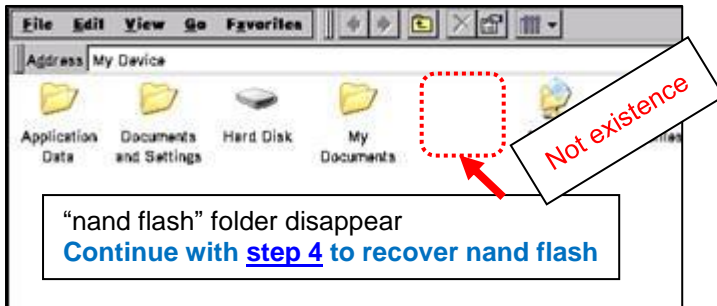 File Edit View Go Favorites
Address My Device
Application Data
Documents and Settings
Hard Disk
My Documents
Not existence
“nand flash” folder disappear
Continue with step 4 to recover nand flash